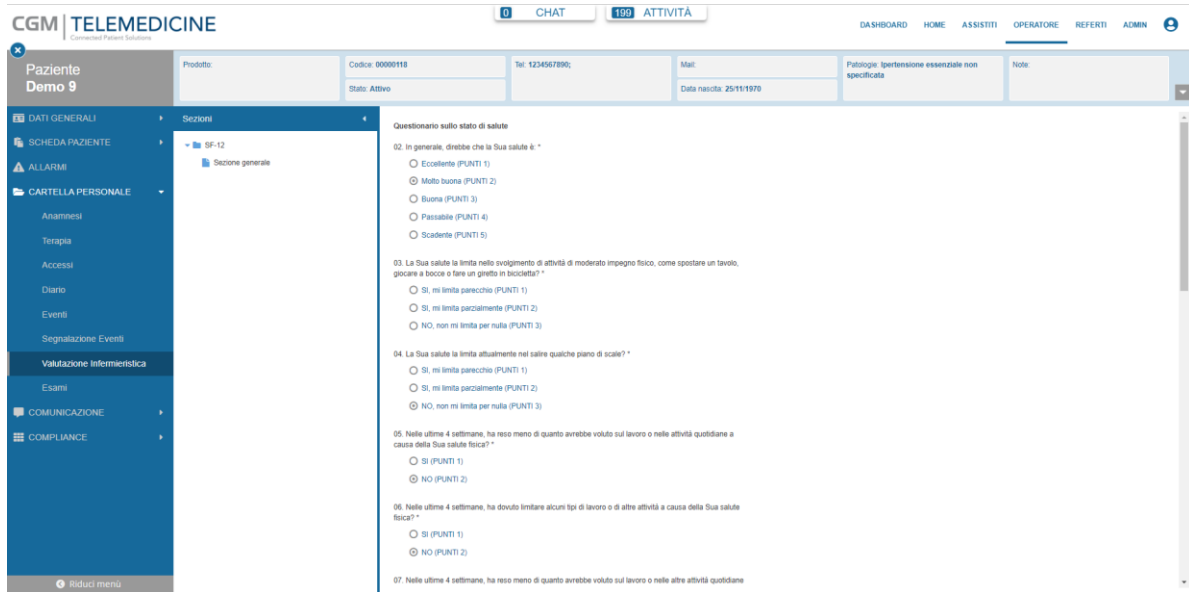 CGM TELEMEDICINE
Connected Patient Solutions
0 CHAT
199 ATTIVITÀ
DASHBOARD HOME ASSISTITI OPERATORE REFERTI ADMIN
Paziente
Demo 9
Prodotto:
Codice: 00000118
Stato: Attivo
Tel: 1234567890;
Mail:
Data nascita: 25/11/1970
Patologie: Ipertensione essenziale non
specificata
Note:
DATI GENERALI
SCHEDA PAZIENTE
ALLARMI
CARTELLA PERSONALE
Anamnesi
Terapia
Accessi
Diario
Eventi
Segnalazione Eventi
Valutazione Infermieristica
Esami
COMUNICAZIONE
COMPLIANCE
Riduci menù
Sezioni
SF-12
Sezione generale
Questionario sullo stato di salute
02. In generale, direbbe che la Sua salute è: *
Eccellente (PUNTI 1)
Molto buona (PUNTI 2)
Buona (PUNTI 3)
Passabile (PUNTI 4)
Scadente (PUNTI 5)
03. La Sua salute la limita nello svolgimento di attività di moderato impegno fisico, come spostare un tavolo,
giocare a bocce o fare un giretto in bicicletta? *
SI, mi limita parecchio (PUNTI 1)
SI, mi limita parzialmente (PUNTI 2)
NO, non mi limita per nulla (PUNTI 3)
04. La Sua salute la limita attualmente nel salire qualche piano di scale? *
SI, mi limita parecchio (PUNTI 1)
SI, mi limita parzialmente (PUNTI 2)
NO, non mi limita per nulla (PUNTI 3)
05. Nelle ultime 4 settimane, ha reso meno di quanto avrebbe voluto sul lavoro o nelle attività quotidiane a
causa della Sua salute fisica? *
SI (PUNTI 1)
NO (PUNTI 2)
06. Nelle ultime 4 settimane, ha dovuto limitare alcuni tipi di lavoro o di altre attività a causa della Sua salute
fisica? *
SI (PUNTI 1)
NO (PUNTI 2)
07. Nelle ultime 4 settimane, ha reso meno di quanto avrebbe voluto sul lavoro o nelle altre attività quotidiane